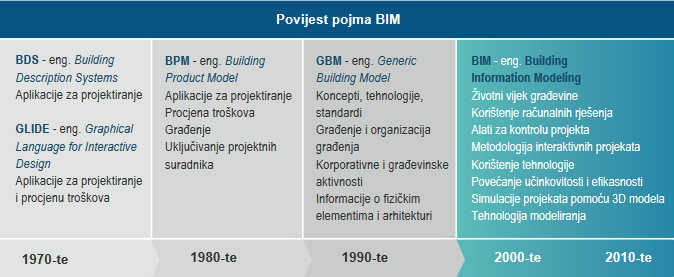 Povijest pojma BIM
BDS - eng. Building
Description Systems
Aplikacije za projektiranje
GLIDE - eng. Graphical
Language for Interactive
Design
Aplikacije za projektiranje
i procjenu troškova
BPM - eng. Building
Product Model
Aplikacije za projektiranje
Procjena troškova
Građenje
Uključivanje projektnih
suradnika
GBM - eng. Generic
Building Model
Koncepti, tehnologije,
standardi
Građenje i organizacija
građenja
Korporativne i građevinske
aktivnosti
Informacije o fizičkim
elementima i arhitekturi
BIM - eng. Building
Information Modeling
Životni vijek građevine
Korištenje računalnih rješenja
Alati za kontrolu projekta
Metodologija interaktivnih projekata
Korištenje tehnologije
Povećanje učinkovitosti i efikasnosti
Simulacije projekata pomoću 3D modela
Tehnologija modeliranja
1970-te
1980-te
1990-te
2000-te
2010-te